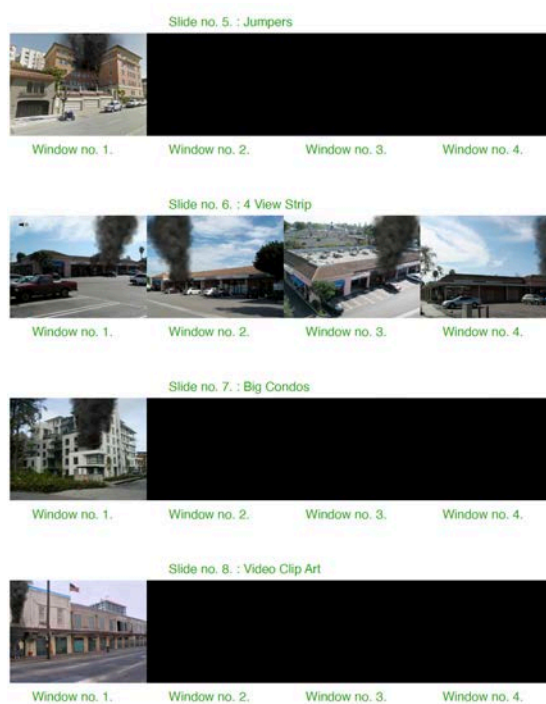 Slide no. 5. : Jumpers
Window no. 1. Window no. 2. Window no. 3. Window no. 4.
Slide no. 6. : 4 View Strip
Window no. 1. Window no. 2. Window no. 3. Window no. 4.
Slide no. 7. : Big Condos
Window no. 1. Window no. 2. Window no. 3. Window no. 4.
Slide no. 8. : Video Clip Art
Window no. 1. Window no. 2. Window no. 3. Window no. 4.